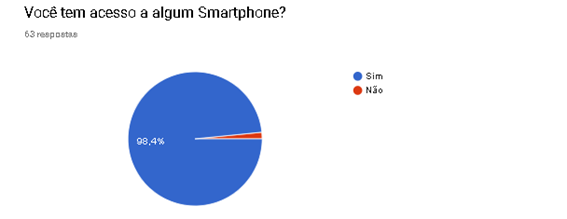 Você tem acesso a algum Smartphone?
63 respostas
Sim
Não
98,4%